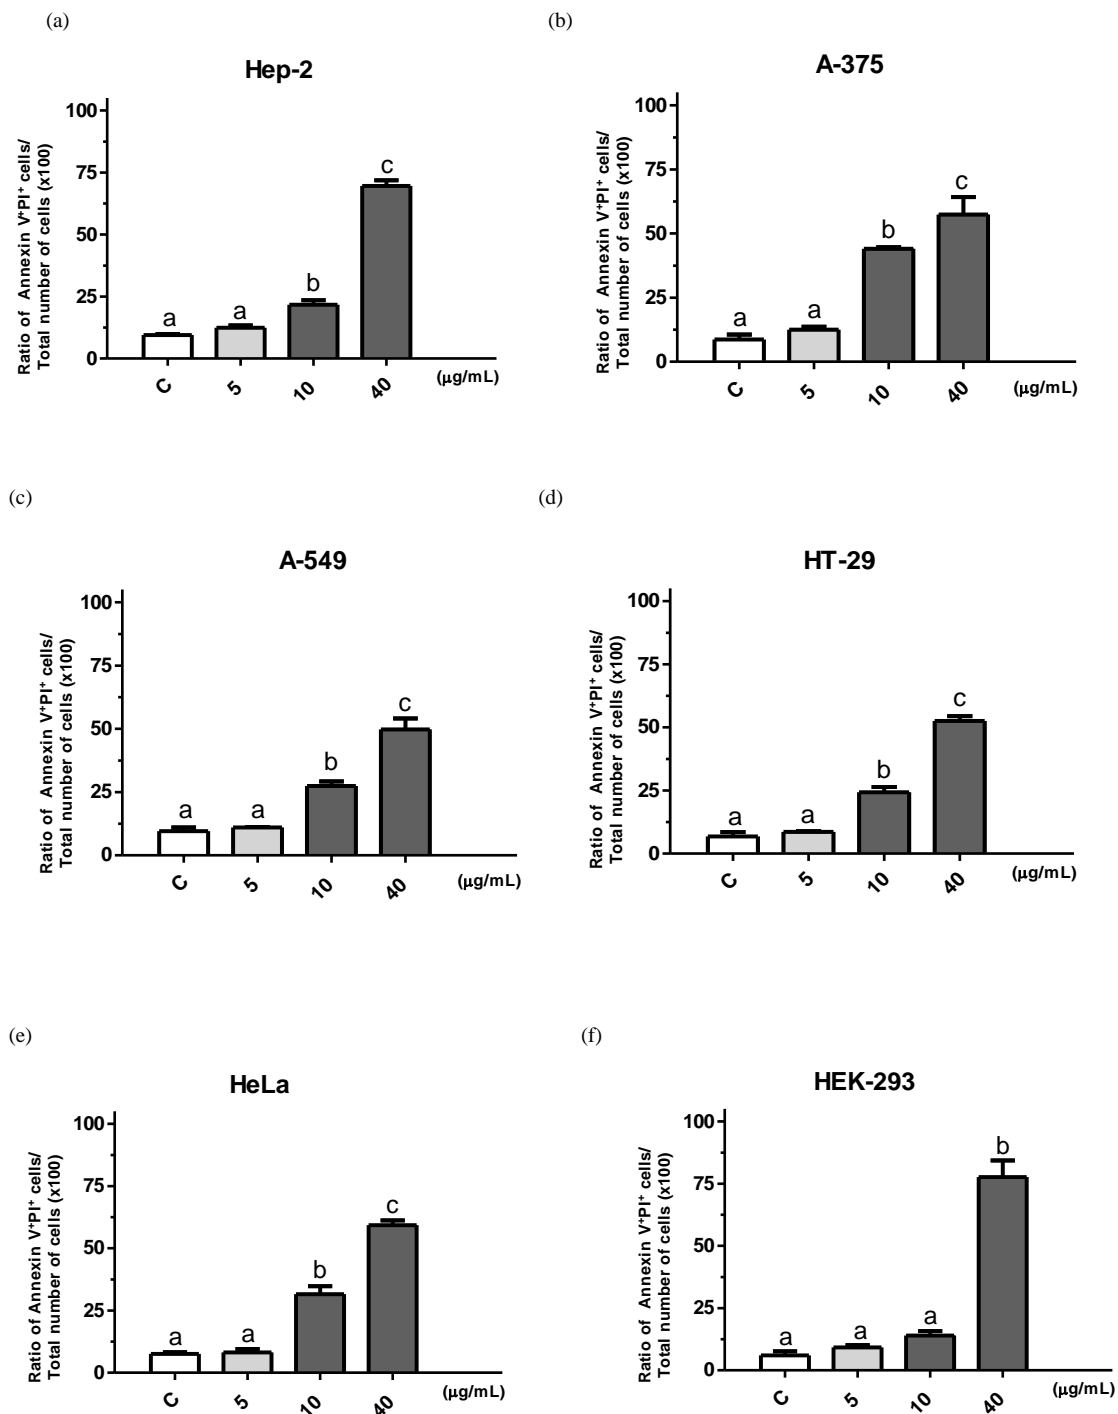 (a)
Hep-2
Ratio of Annexin V⁺PI⁺ cells/
Total number of cells (x100)
100
75
50
25
0
a
a
b
c
C
5
10
40
(µg/mL)
(b)
A-375
Ratio of Annexin V⁺PI⁺ cells/
Total number of cells (x100)
100
75
50
25
0
a
a
b
c
C
5
10
40
(µg/mL)
(c)
A-549
Ratio of Annexin V⁺PI⁺ cells/
Total number of cells (x100)
100
75
50
25
0
a
a
b
c
C
5
10
40
(µg/mL)
(d)
HT-29
Ratio of Annexin V⁺PI⁺ cells/
Total number of cells (x100)
100
75
50
25
0
a
a
b
c
C
5
10
40
(µg/mL)
(e)
HeLa
Ratio of Annexin V⁺PI⁺ cells/
Total number of cells (x100)
100
75
50
25
0
a
a
b
c
C
5
10
40
(µg/mL)
(f)
HEK-293
Ratio of Annexin V⁺PI⁺ cells/
Total number of cells (x100)
100
75
50
25
0
a
a
a
b
C
5
10
40
(µg/mL)